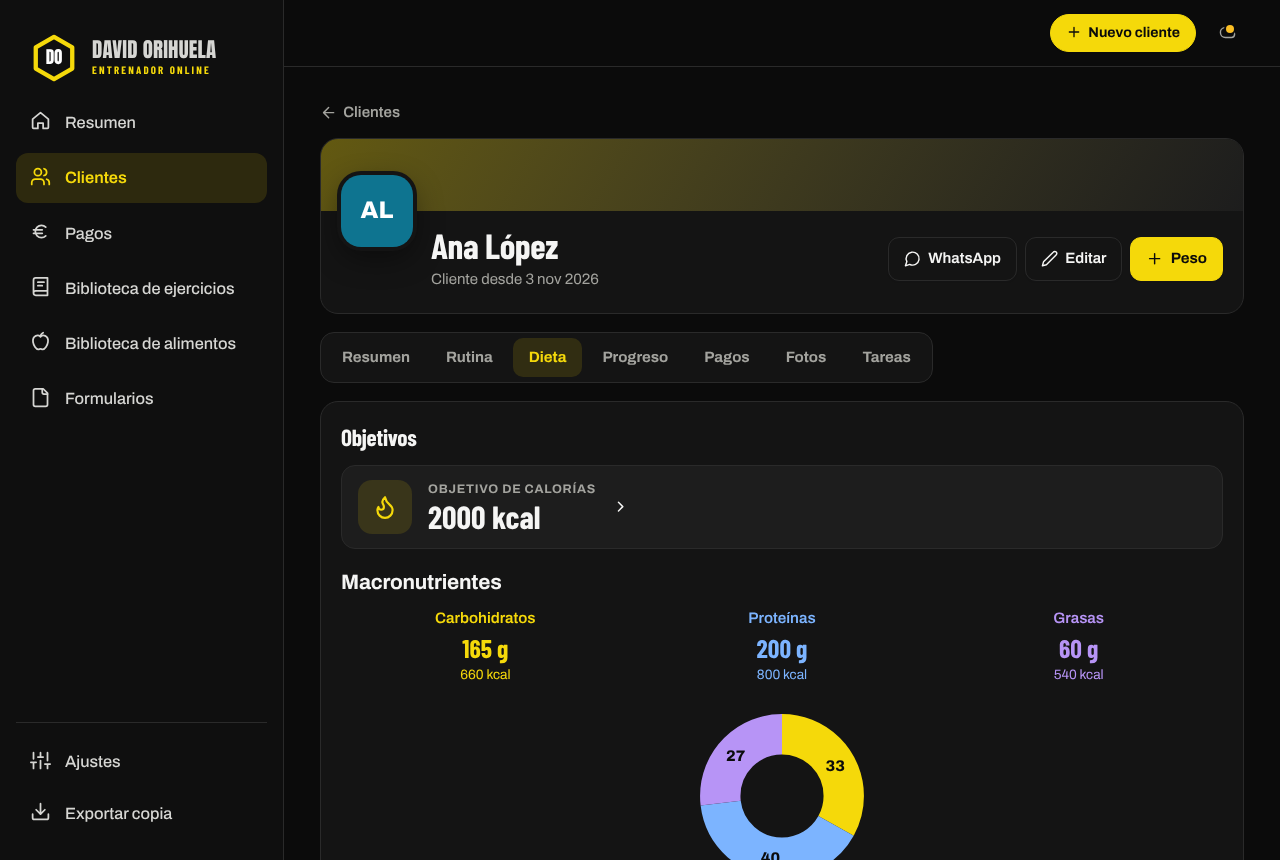 DO
DAVID ORIHUELA
ENTRENADOR ONLINE
Resumen
Clientes
Pagos
Biblioteca de ejercicios
Biblioteca de alimentos
Formularios
Ajustes
Exportar copia
Nuevo cliente
Clientes
AL
Ana López
Cliente desde 3 nov 2026
WhatsApp
Editar
Peso
Resumen Rutina Dieta Progreso Pagos Fotos Tareas
Objetivos
OBJETIVO DE CALORÍAS
2000 kcal
Macronutrientes
Carbohidratos Proteínas Grasas
165 g 200 g 60 g
660 kcal 800 kcal 540 kcal
27
33
40